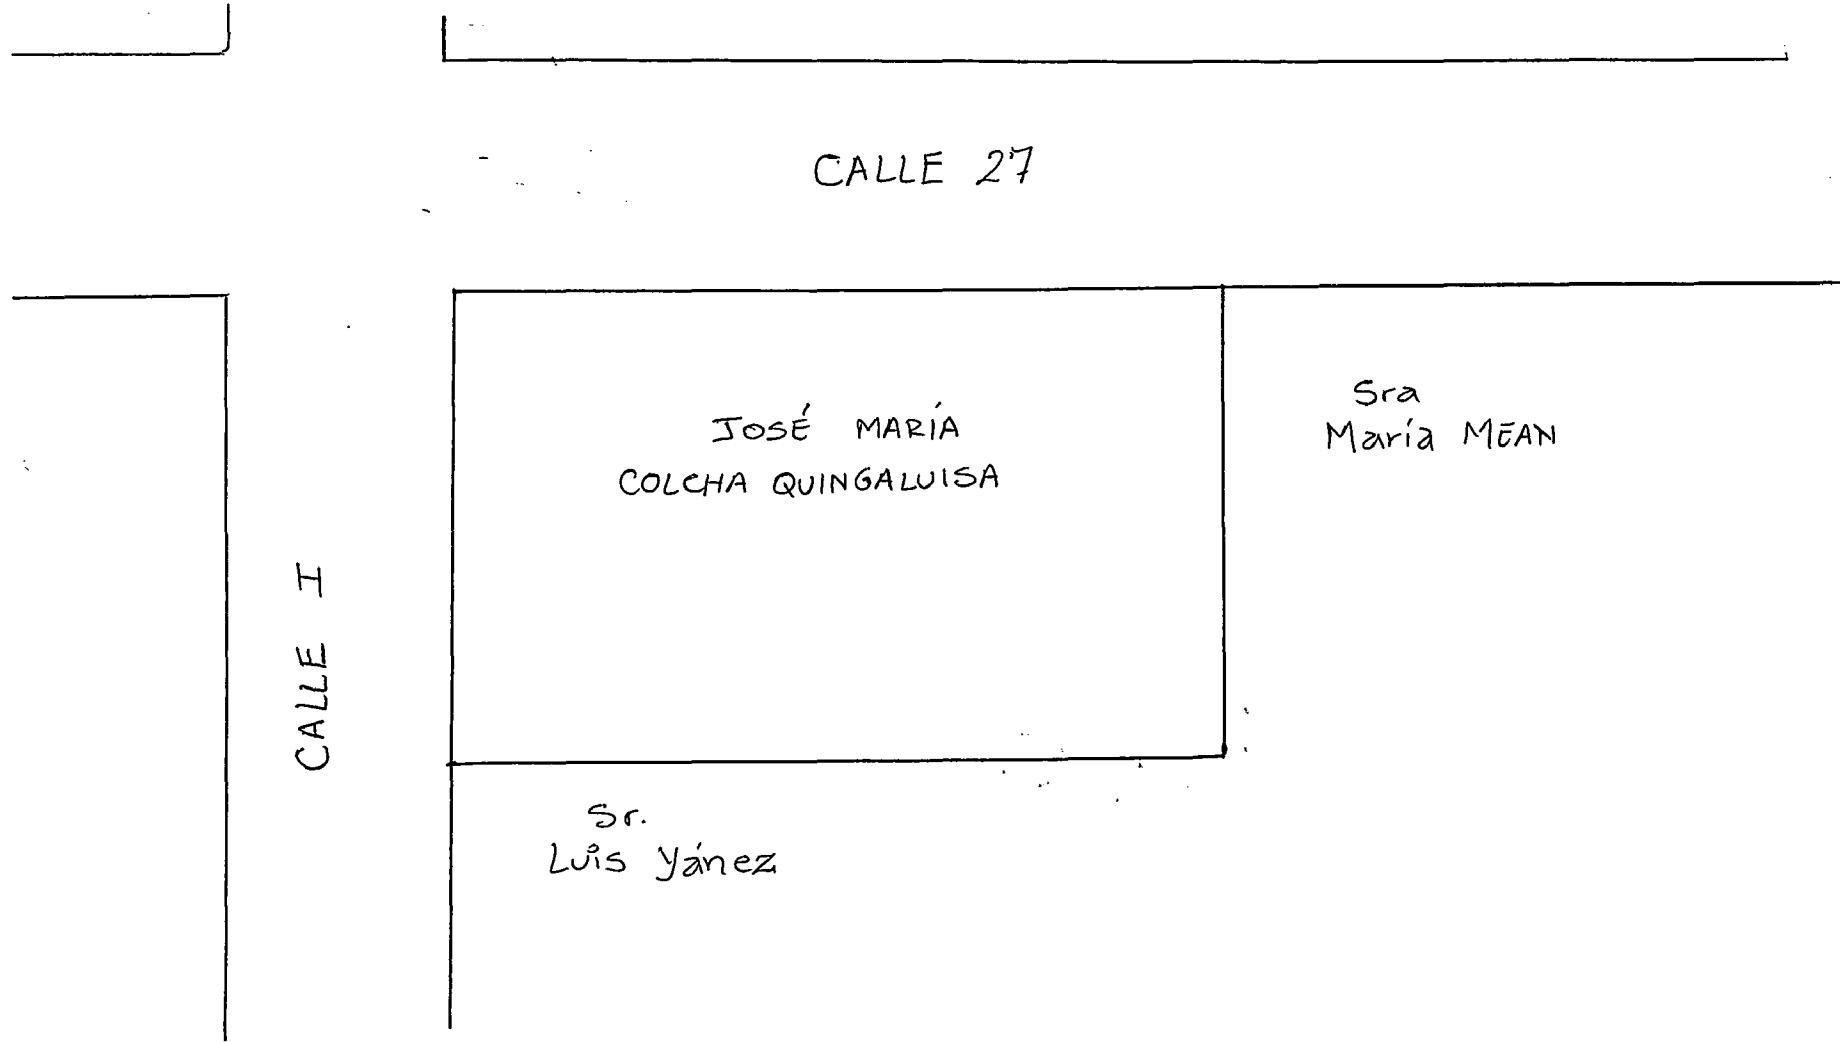 CALLE 27
JOSÉ MARÍA
COLCHA QUINGALUISA
Sra
María MEAN
CALLE I
Sr.
Luis Yánez